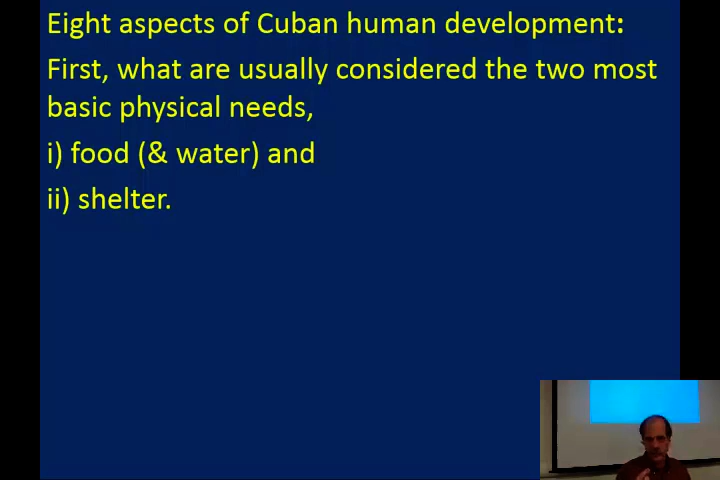 Eight aspects of Cuban human development:
First, what are usually considered the two most
basic physical needs,
i) food (& water) and
ii) shelter.